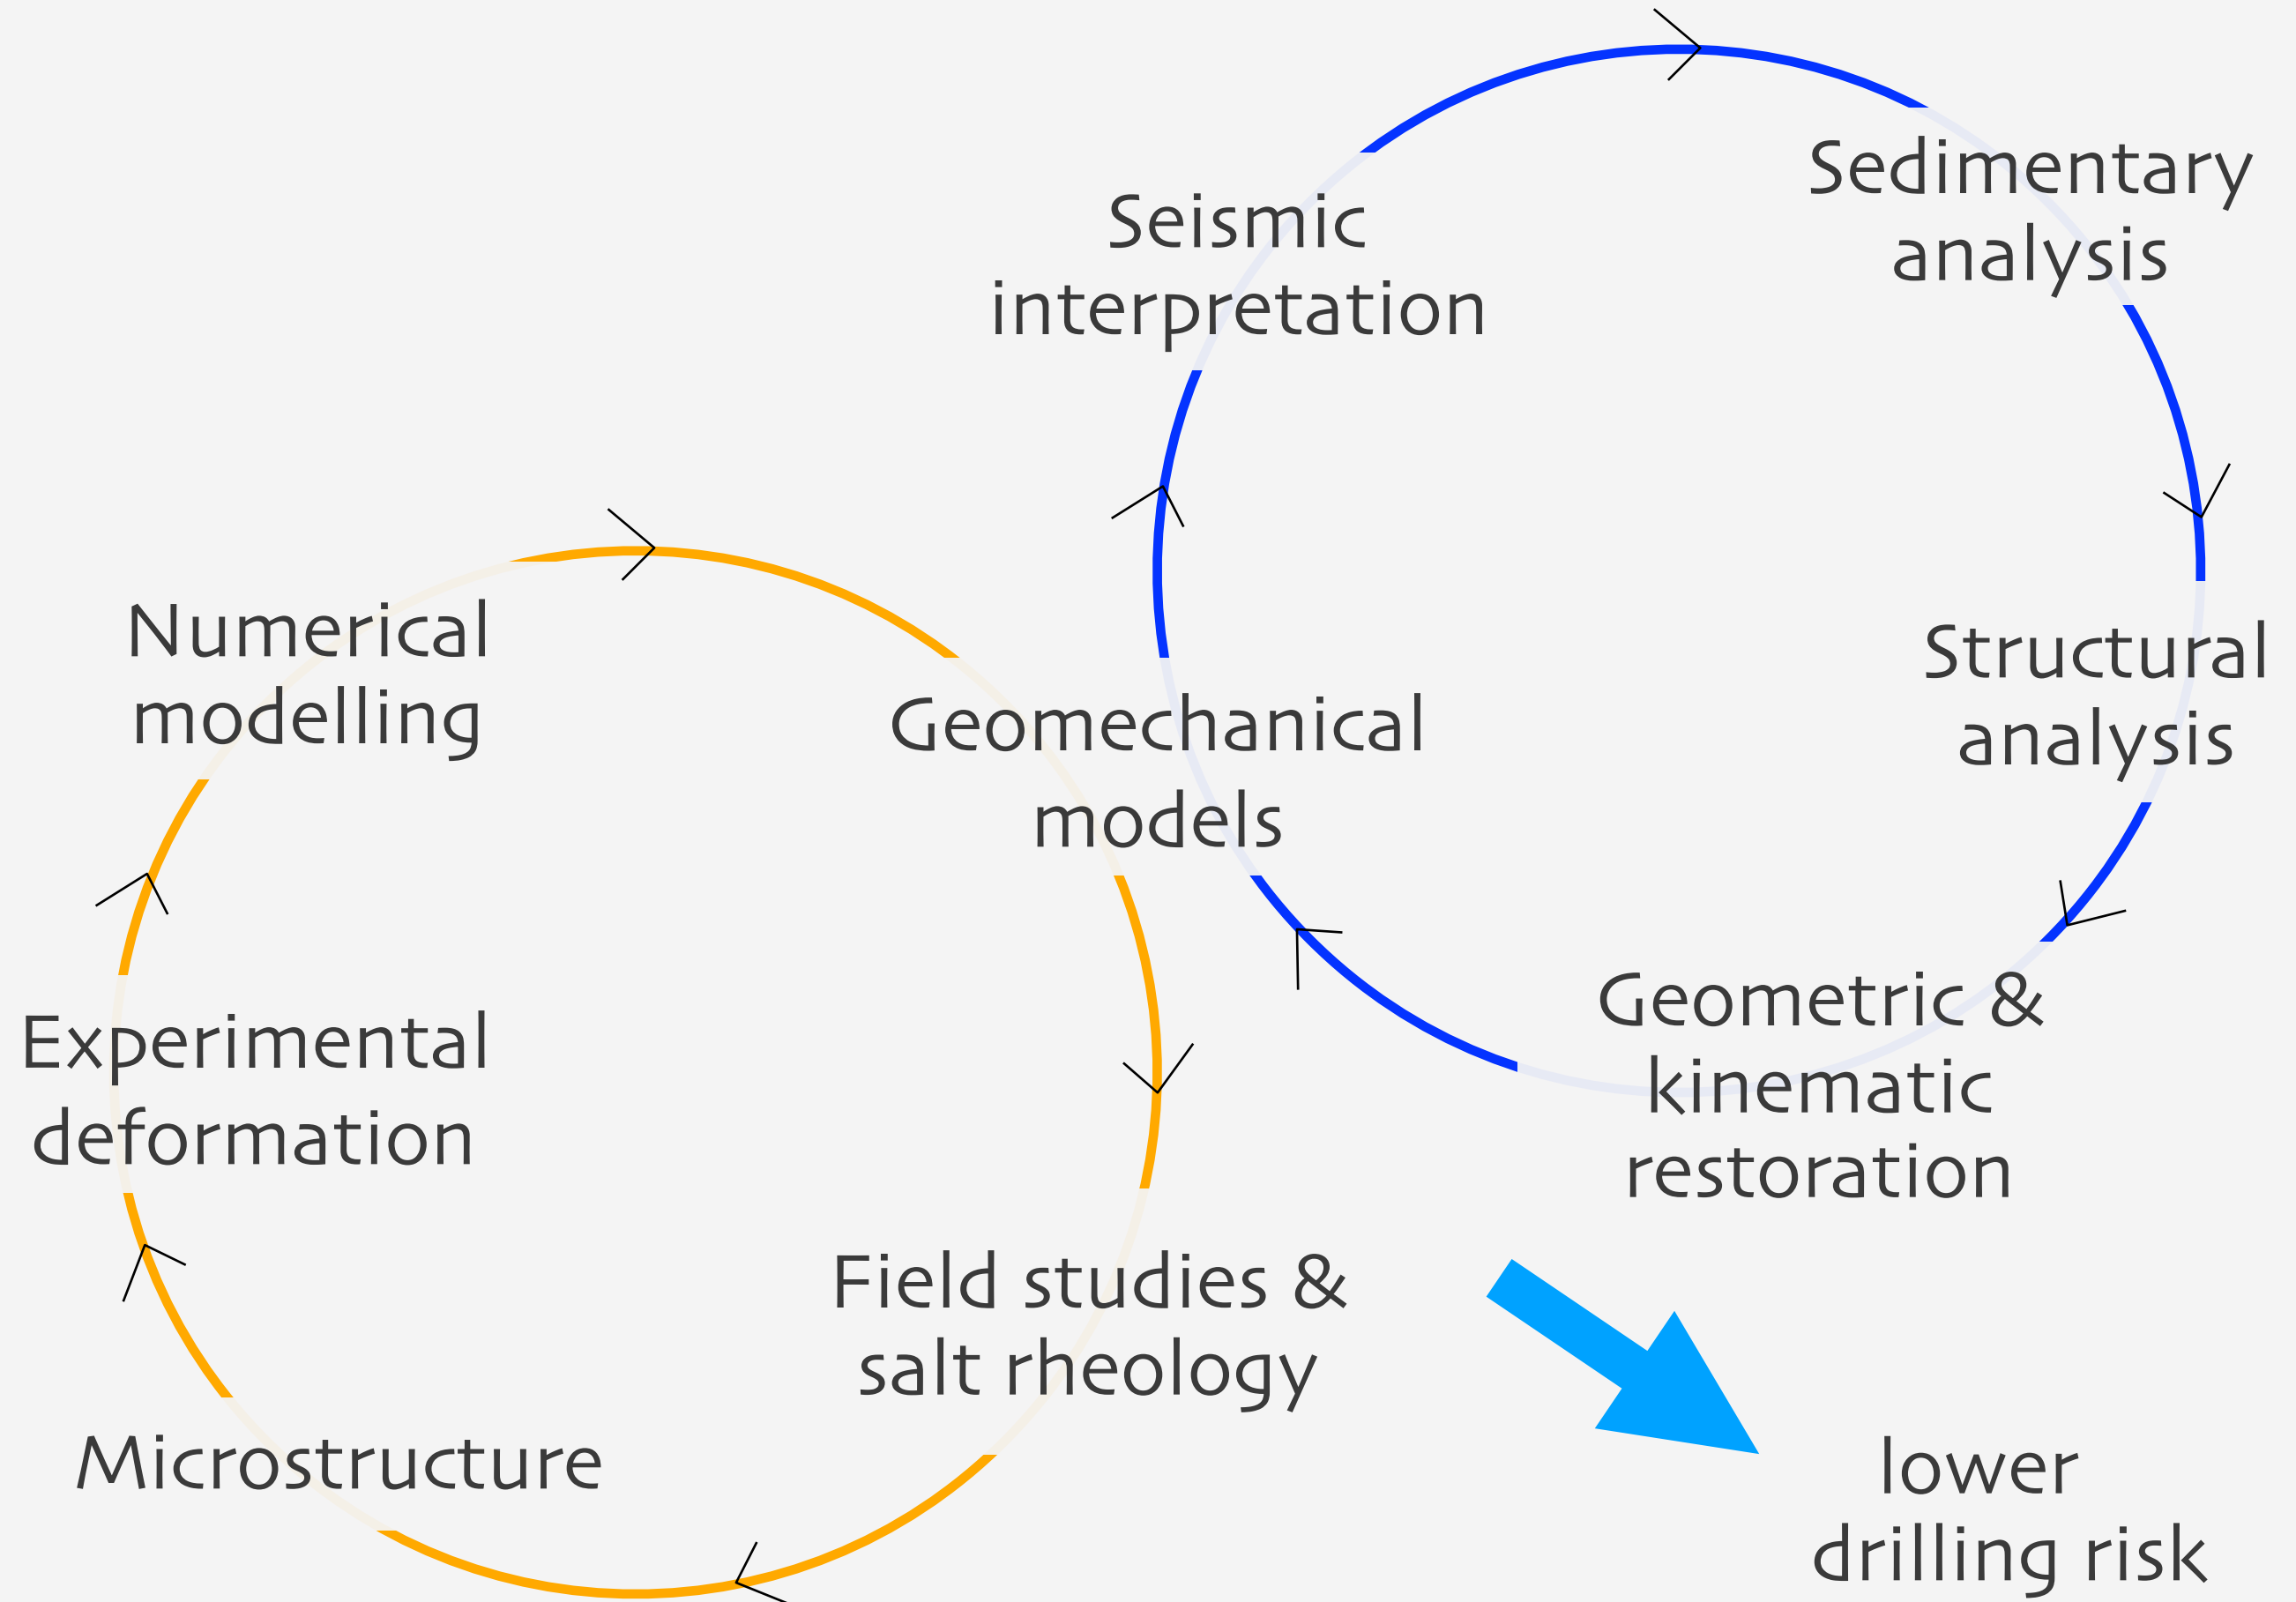 Seismic
interpretation
Sedimentary
analysis
Numerical
modelling
Geomechanical
models
Structural
analysis
Experimental
deformation
Geometric &
kinematic
restoration
Field studies &
salt rheology
Microstructure
lower
drilling risk